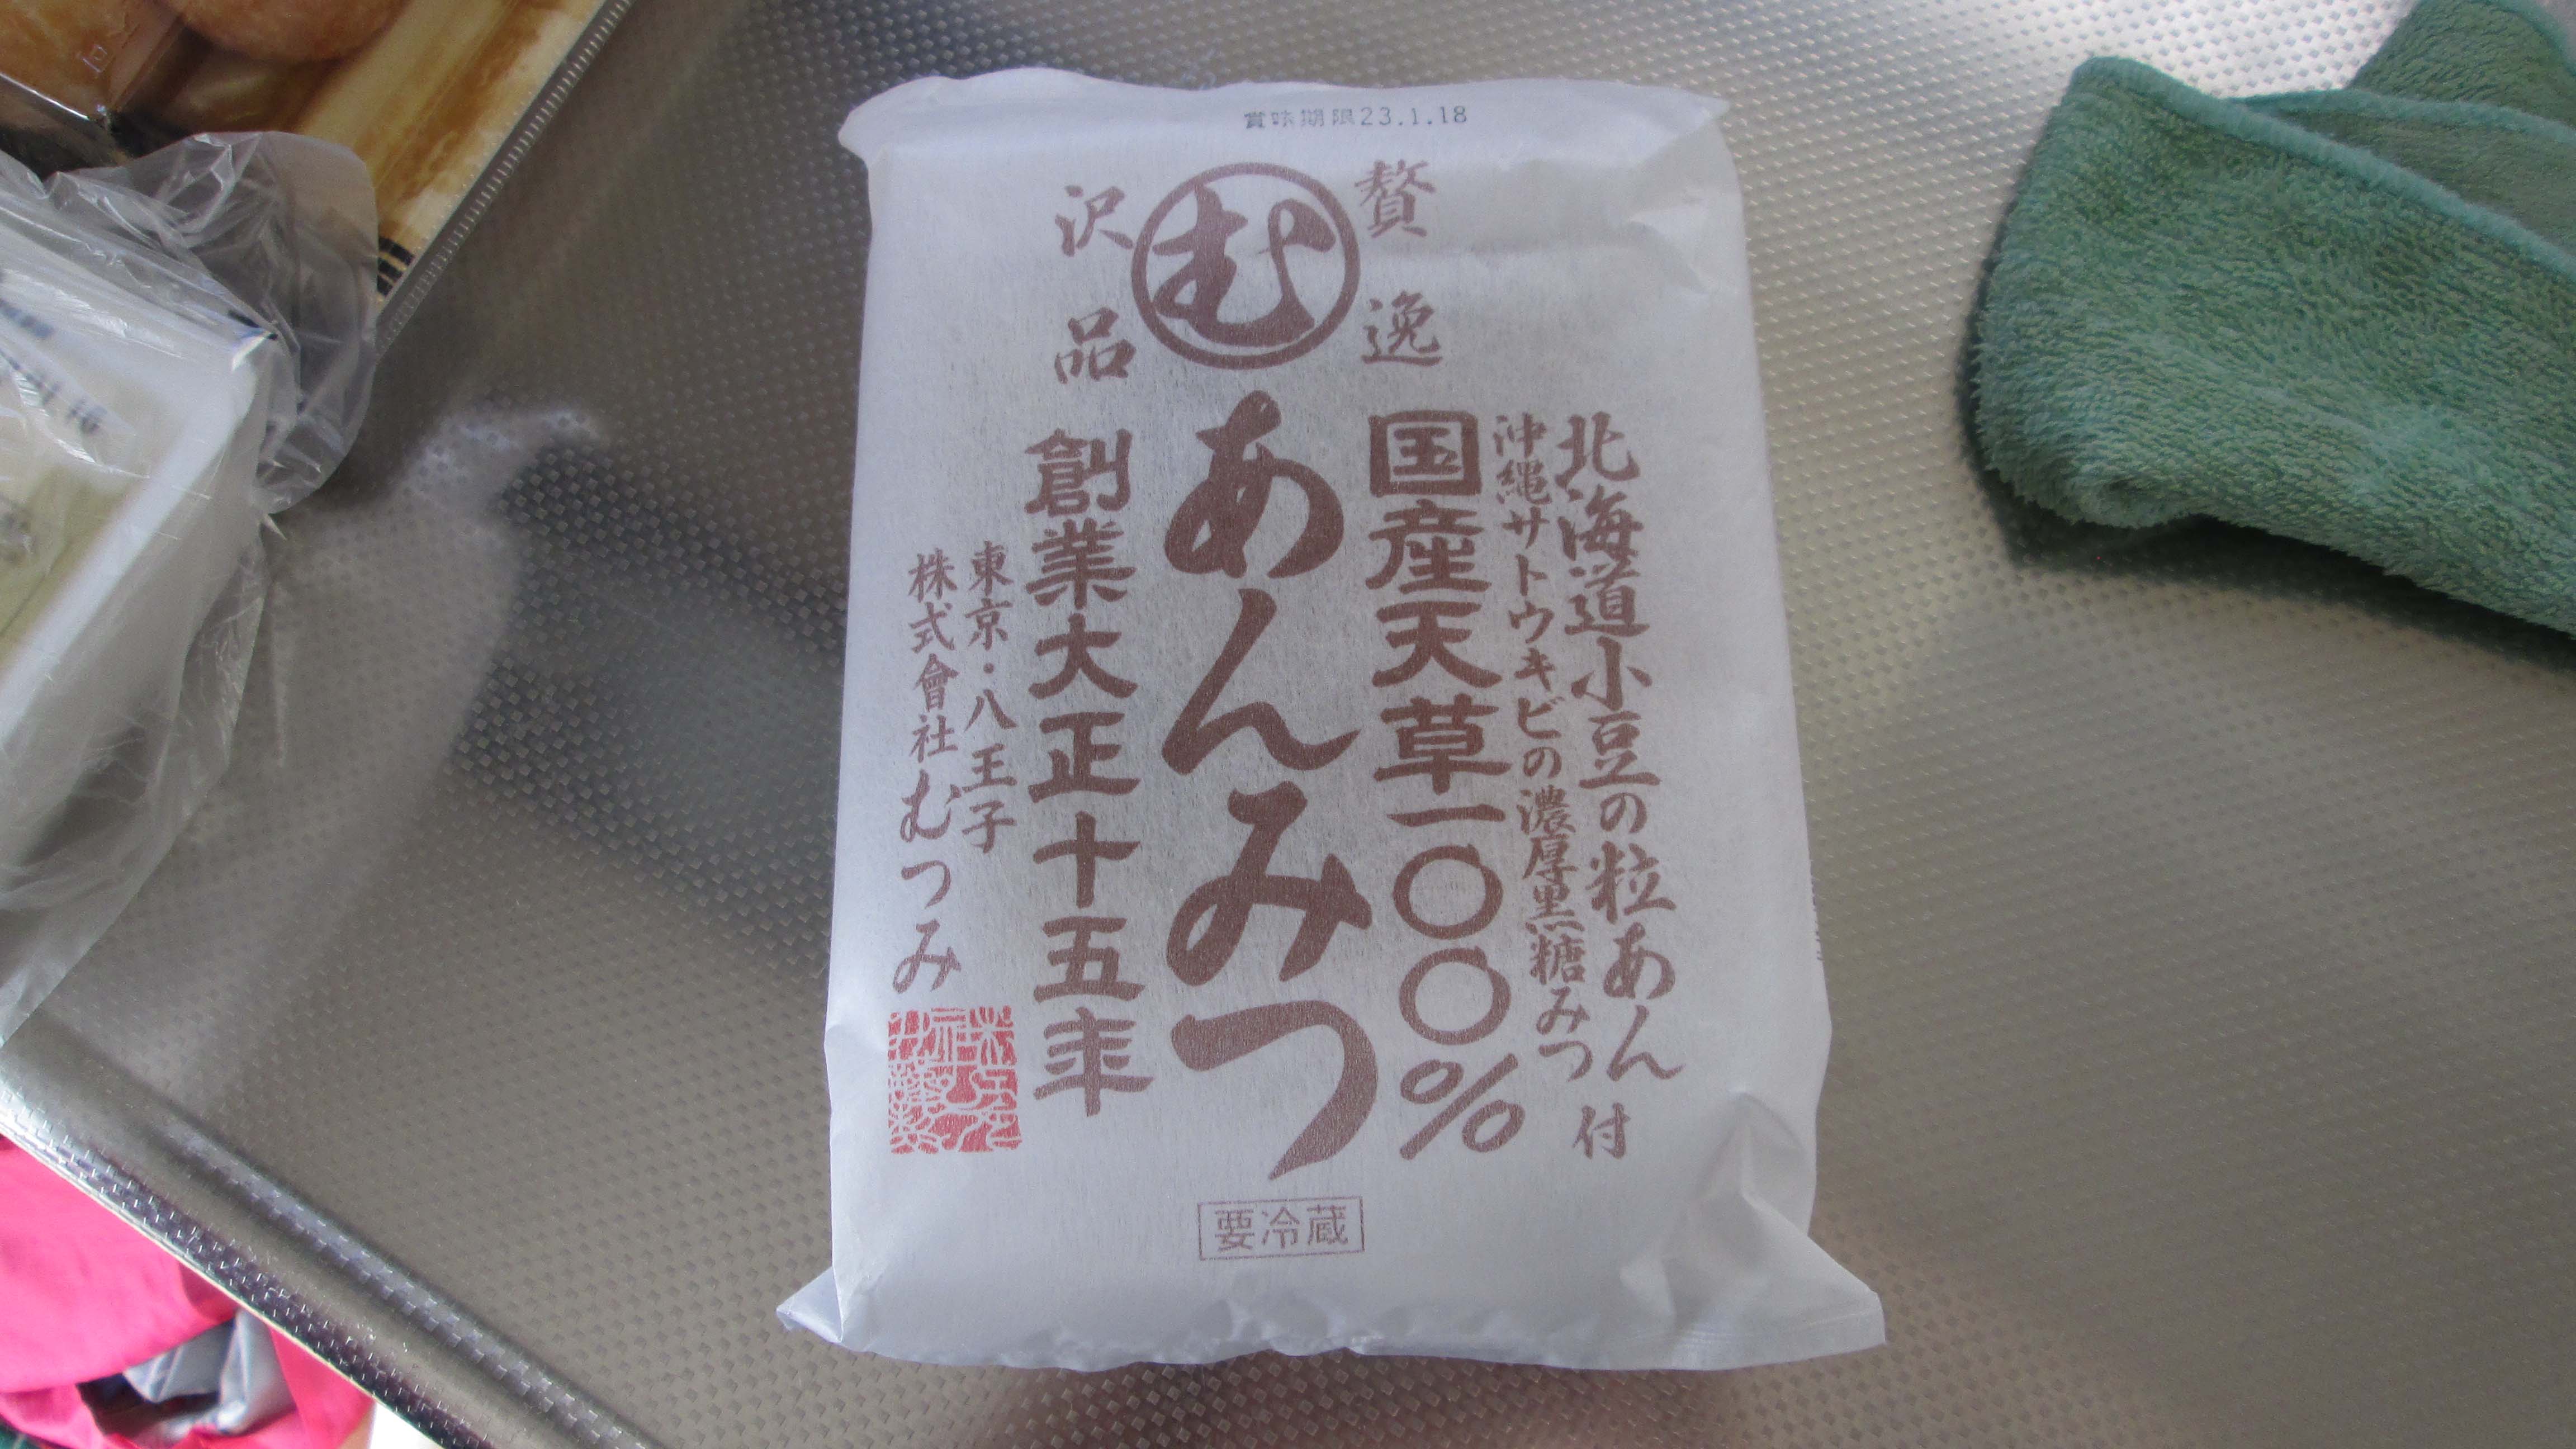 賞味期限23.1.18
贅沢
逸品
む
北海道小豆の粒あん
沖縄サトウキビの濃厚黒糖みつ
付
国産天草一〇〇%
あんみつ
創業大正十五年
東京・八王子
株式會社むつみ
要冷蔵